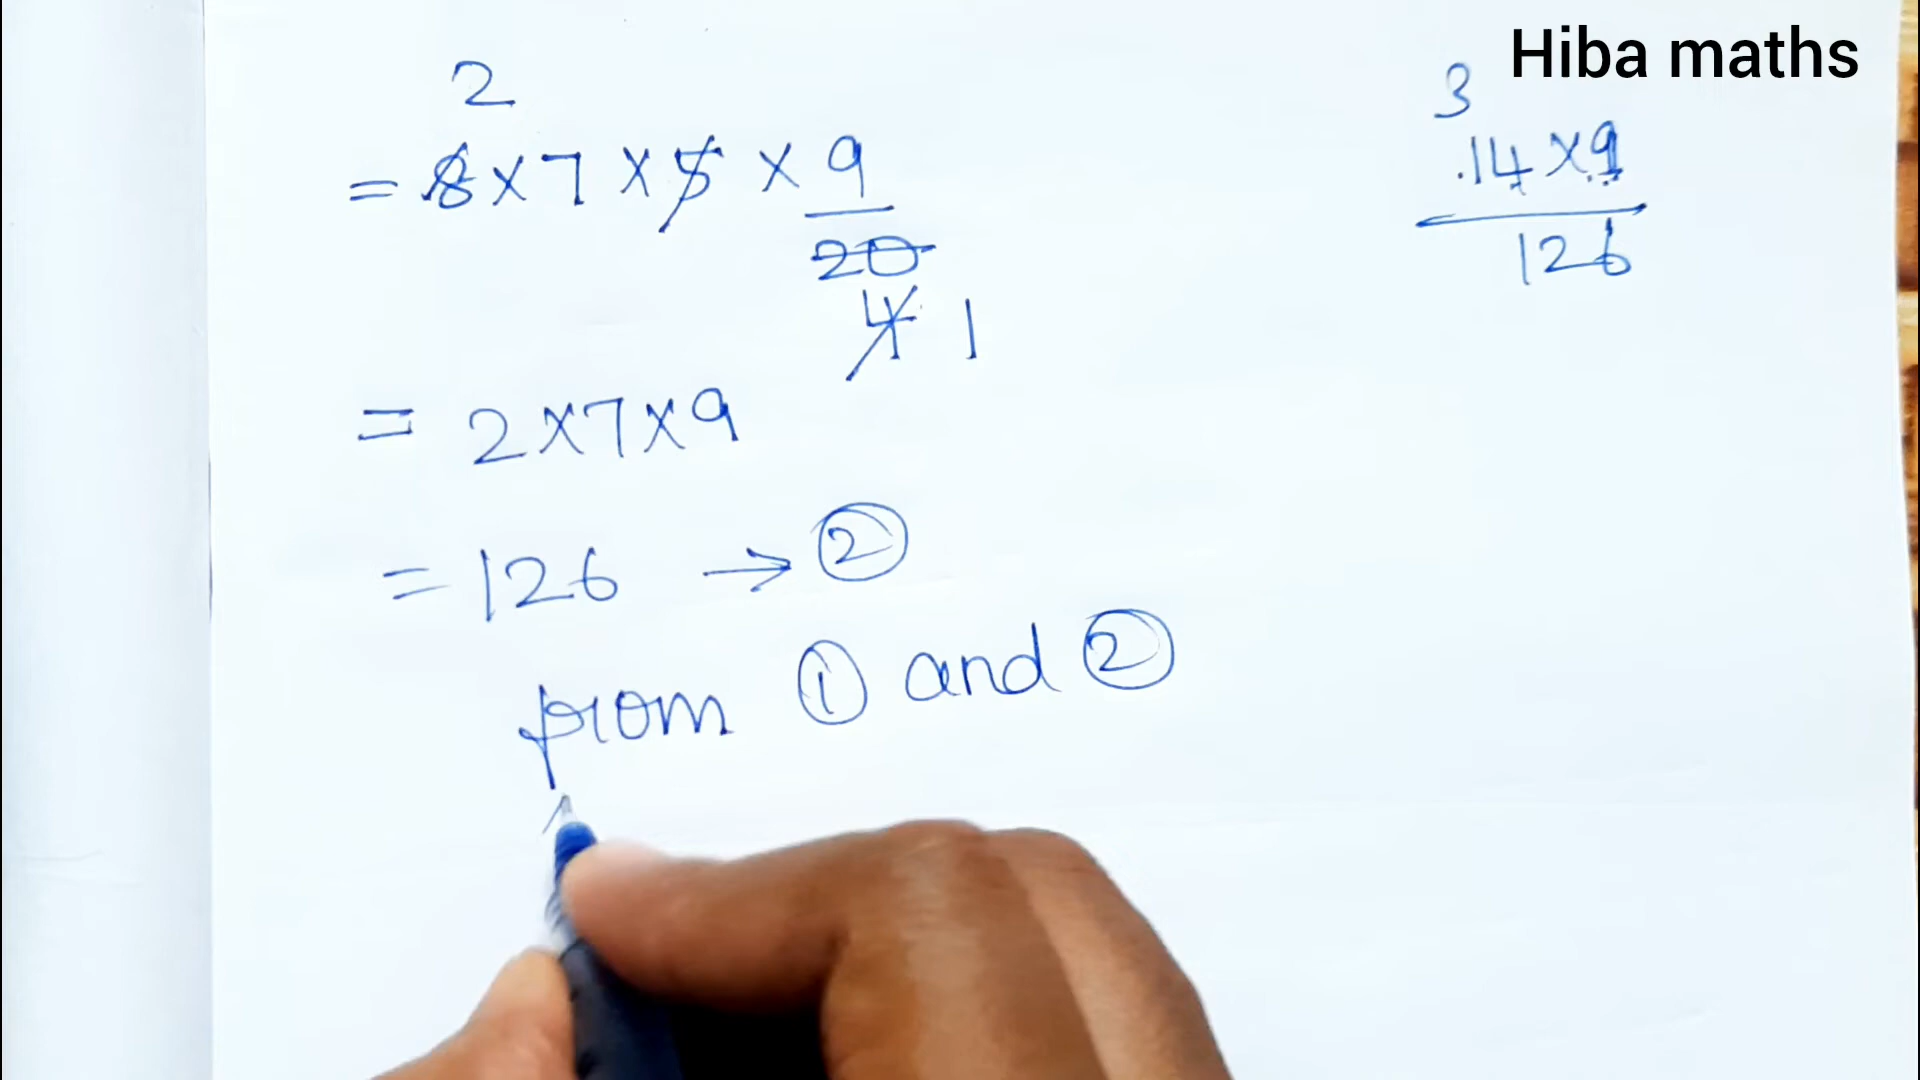 Hiba maths
2
= 8 × 7 × 5 × 9
20
4 1
= 2 × 7 × 9
= 126 → ②
from ① and ②
3
14 × 9
126